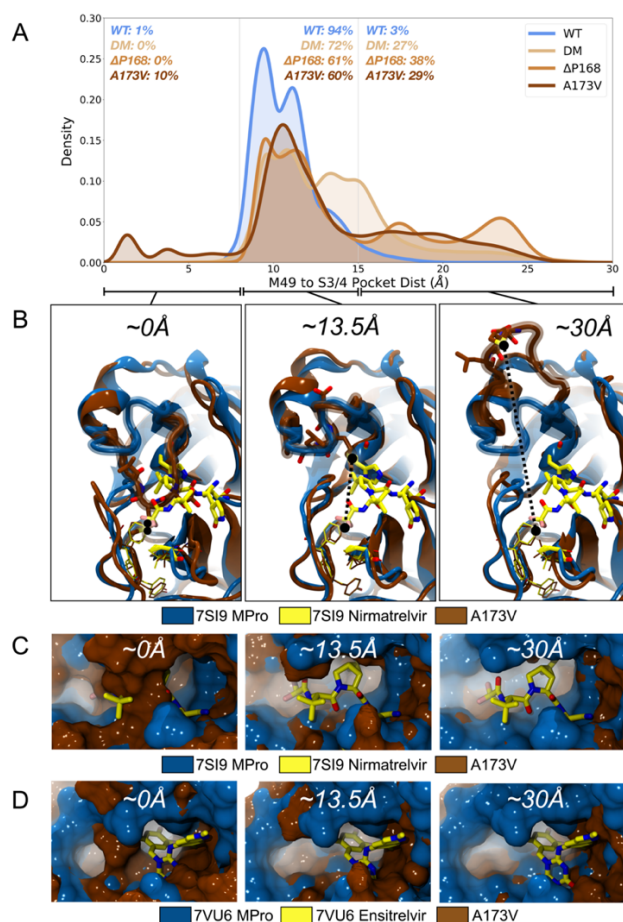 A
WT: 1%
DM: 0%
ΔP168: 0%
A173V: 10%
WT: 94%
DM: 72%
ΔP168: 61%
A173V: 60%
WT: 3%
DM: 27%
ΔP168: 38%
A173V: 29%
WT
DM
ΔP168
A173V
Density
0.30
0.25
0.20
0.15
0.10
0.05
0.00
0 5 10 15 20 25 30
M49 to S3/4 Pocket Dist (Å)
B
~0Å ~13.5Å ~30Å
7SI9 MPro 7SI9 Nirmatrelvir A173V
C
~0Å ~13.5Å ~30Å
7SI9 MPro 7SI9 Nirmatrelvir A173V
D
~0Å ~13.5Å ~30Å
7VU6 MPro 7VU6 Ensitrelvir A173V